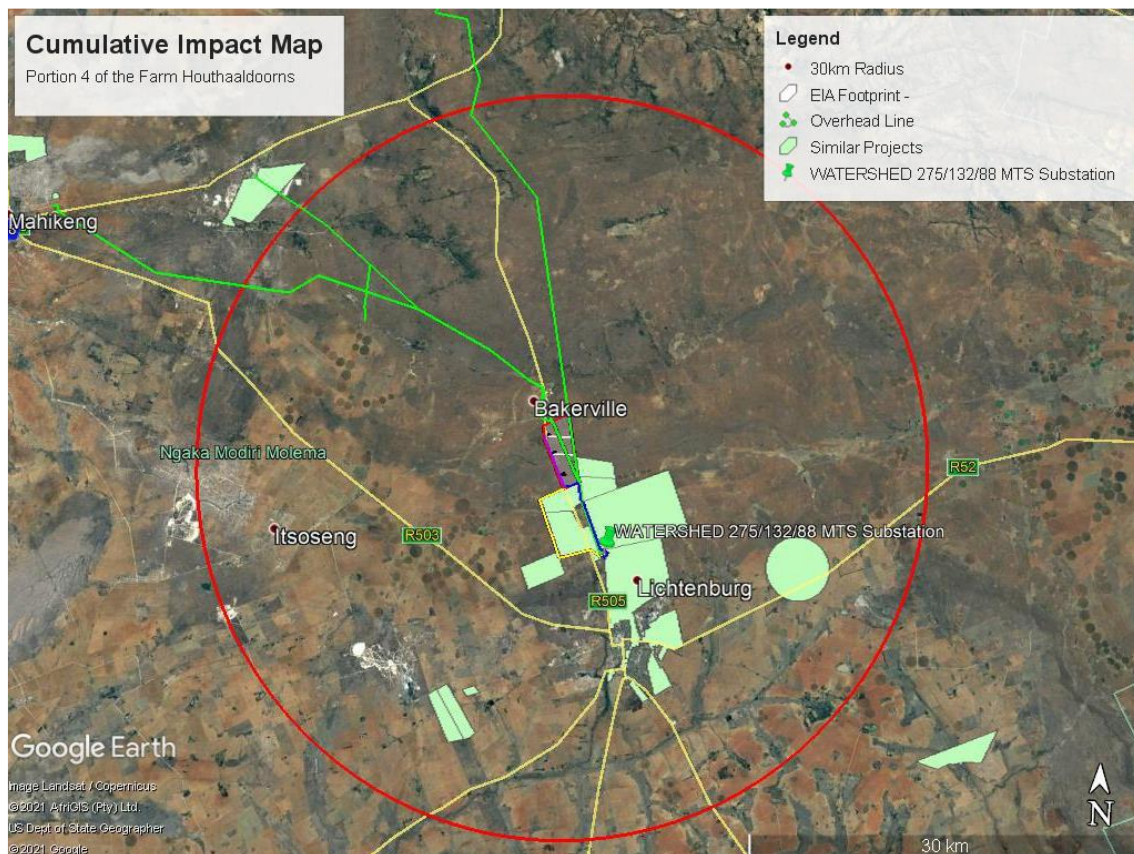 Cumulative Impact Map
Portion 4 of the Farm Houthaaldoorns
Legend
30km Radius
EIA Footprint -
Overhead Line
Similar Projects
WATERSHED 275/132/88 MTS Substation
Mahikeng
Bakerville
Ngaka Modiri Molema
R52
Itsoseng
R503
WATERSHED 275/132/88 MTS Substation
Lichtenburg
R505
Google Earth
Image Landsat / Copernicus
©2021 AfriGIS (Pty) Ltd.
US Dept of State Geographer
©2021 Google
N
30 km